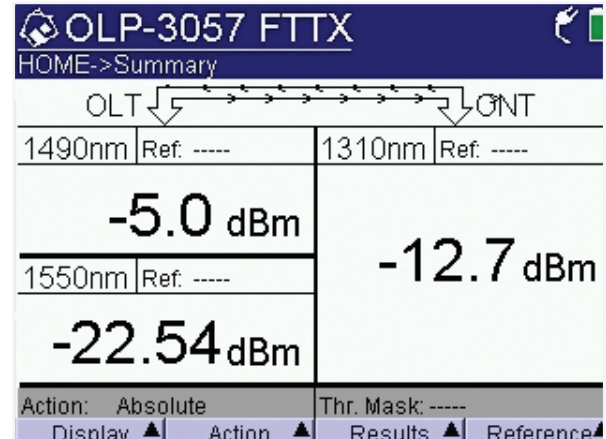 OLP-3057 FTTX
HOME->Summary
OLT ONT
1490nm Ref: -----
-5.0 dBm
1550nm Ref: -----
-22.54 dBm
1310nm Ref: -----
-12.7 dBm
Action: Absolute Thr. Mask: -----
Display Action Results Reference